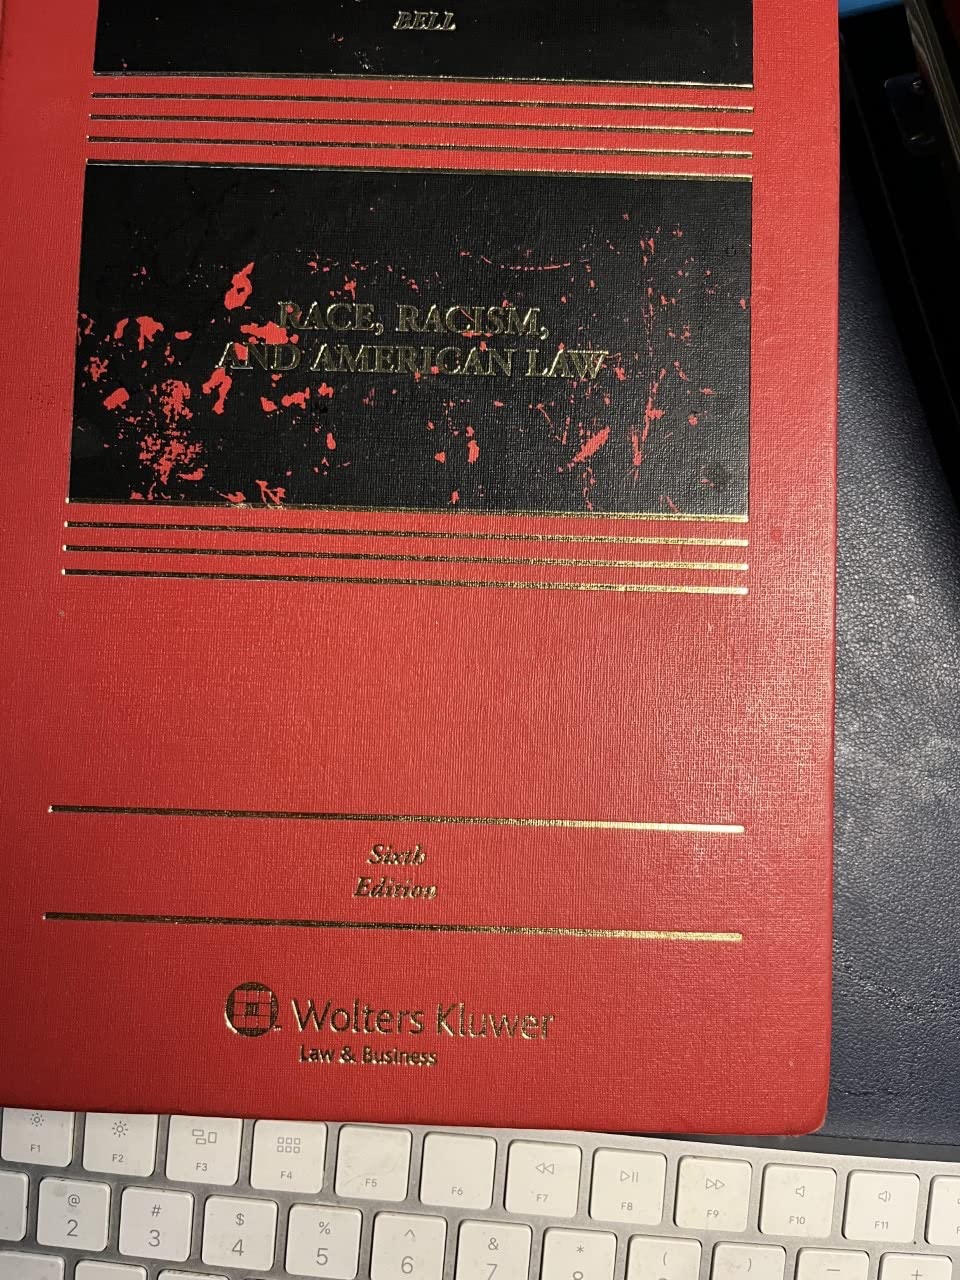 BELL
RACE, RACISM,
AND AMERICAN LAW
Sixth
Edition
Wolters Kluwer
Law & Business
F1 F2 F3 F4 F5 F6 F7 F8 F9 F10 F11
@ # $ % ^ & * ( ) — +
2 3 4 5 6 7 8